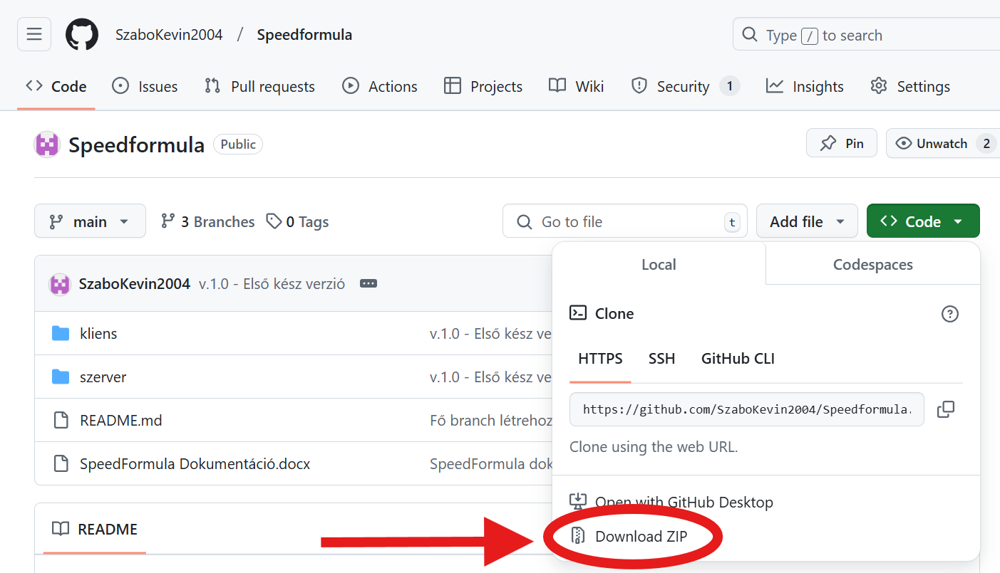 SzaboKevin2004 / Speedformula
Type / to search
Code Issues Pull requests Actions Projects Wiki Security 1 Insights Settings
Speedformula Public
Pin Unwatch 2
main 3 Branches 0 Tags
Go to file t
Add file
Code
SzaboKevin2004 v.1.0 - Első kész verzió
kliens v.1.0 - Első kész ve
szerver v.1.0 - Első kész ve
README.md Fő branch létrehoz
SpeedFormula Dokumentáció.docx SpeedFormula dok
README
Local Codespaces
Clone
HTTPS SSH GitHub CLI
https://github.com/SzaboKevin2004/Speedformula.
Clone using the web URL.
Open with GitHub Desktop
Download ZIP